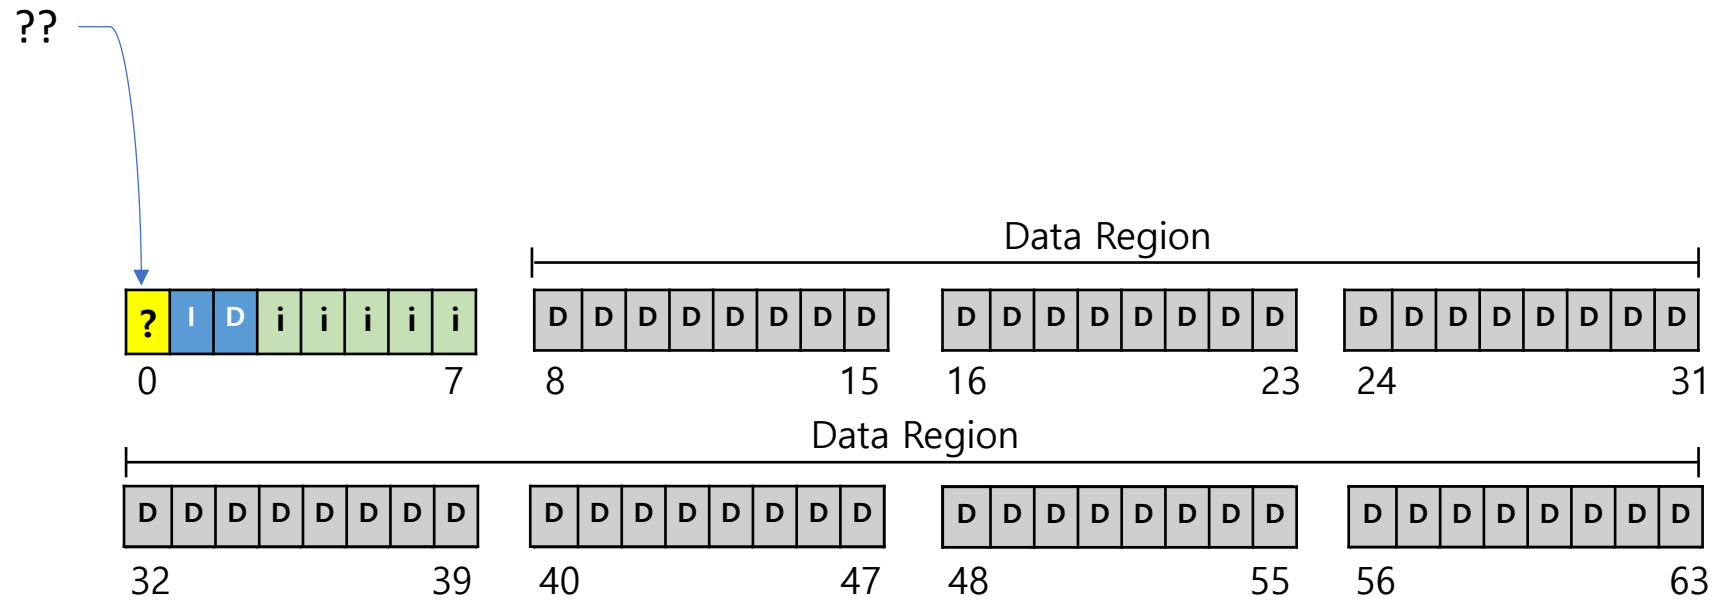 ??
Data Region
? I D i i i i i D D D D D D D D D D D D D D D D D D D D D D D D
0 7 8 15 16 23 24 31
Data Region
D D D D D D D D D D D D D D D D D D D D D D D D D D D D D D D D
32 39 40 47 48 55 56 63